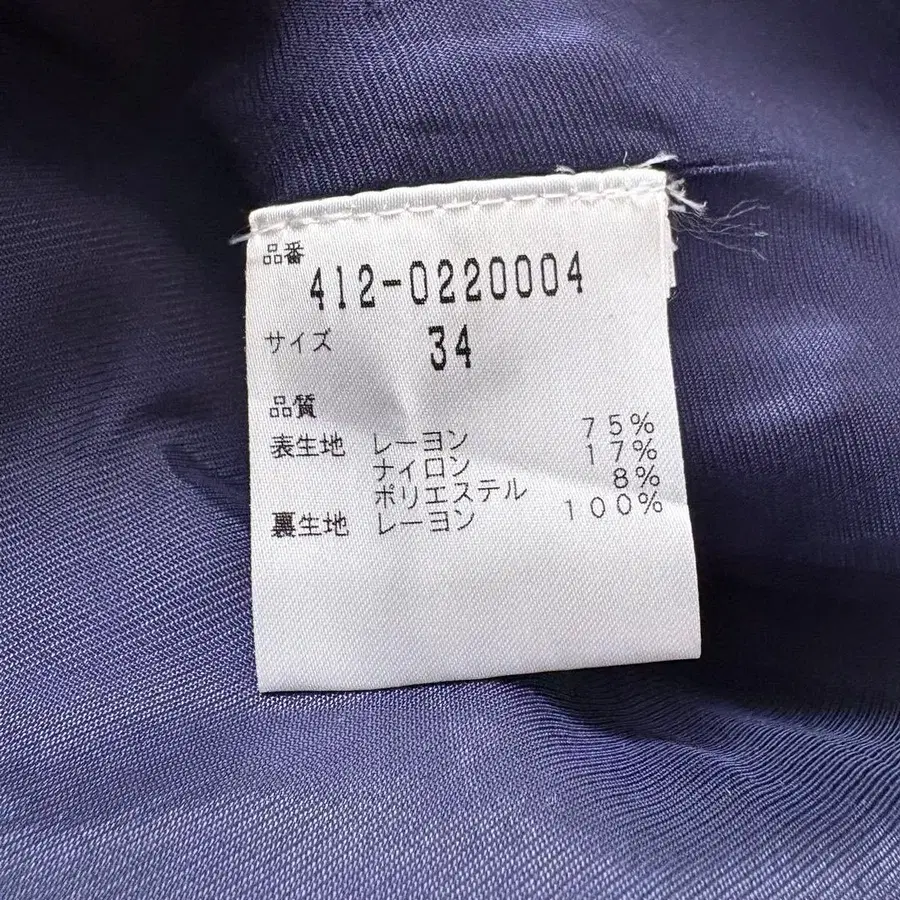 品番
412-0220004
サイズ 34
品質
表生地 レーヨン 75%
ナイロン 17%
ポリエステル 8%
裏生地 レーヨン 100%